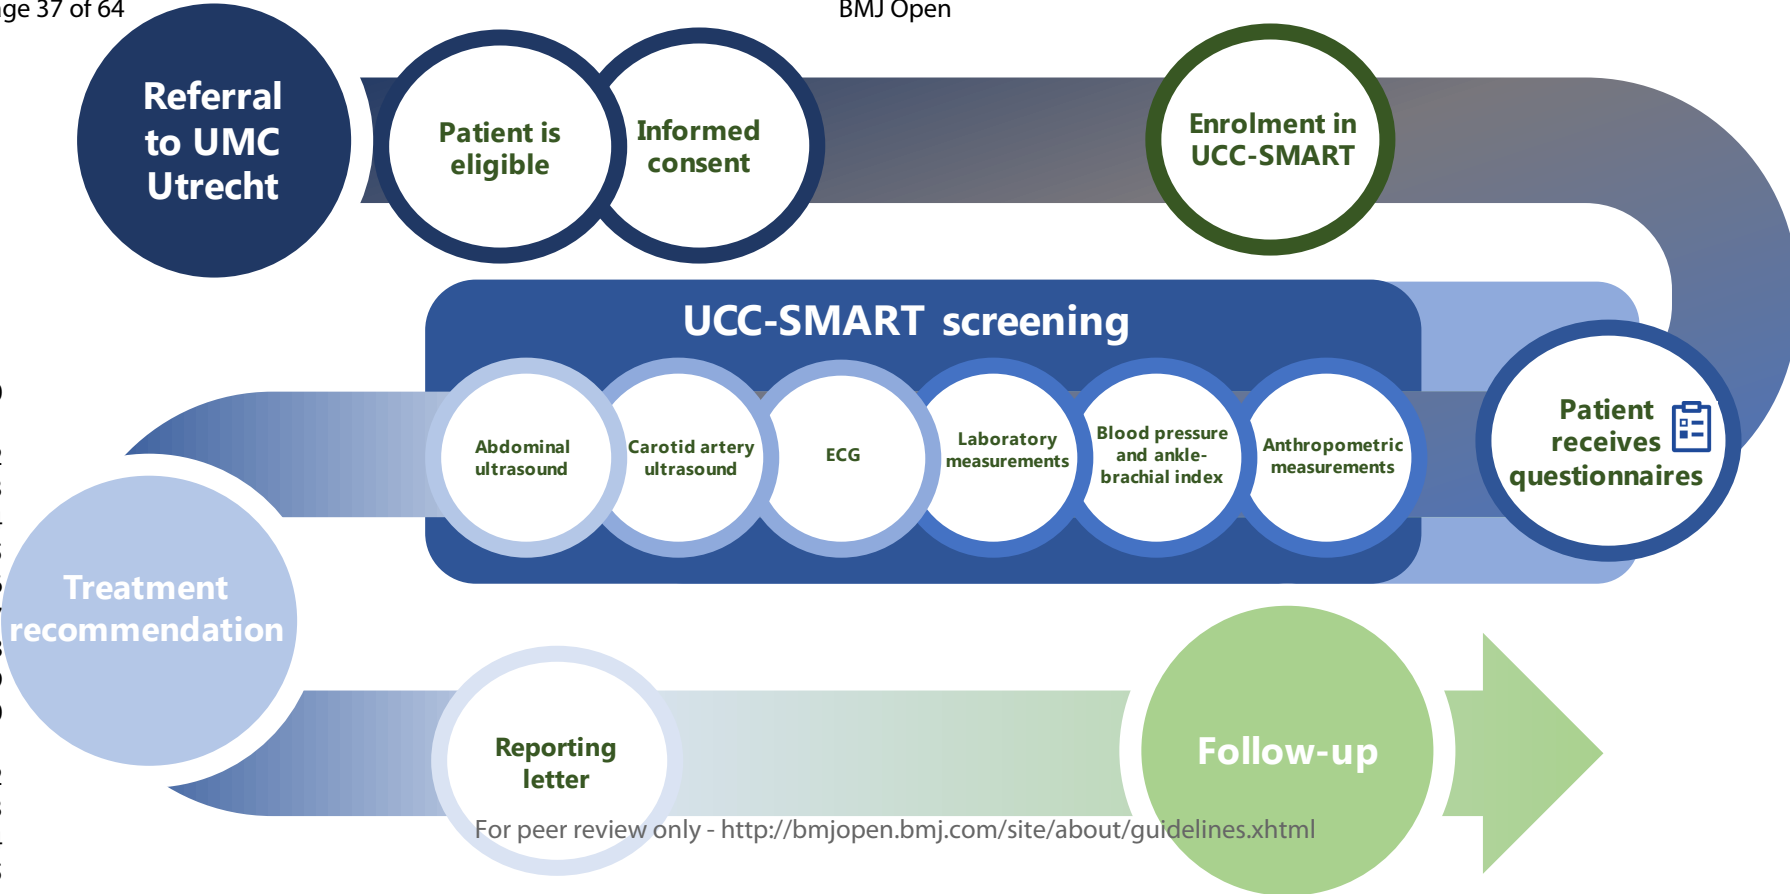 ge 37 of 64
BMJ Open
Referral
to UMC
Utrecht
Patient is
eligible
Informed
consent
Enrolment in
UCC-SMART
UCC-SMART screening
Abdominal
ultrasound
Carotid artery
ultrasound
ECG
Laboratory
measurements
Blood pressure
and ankle-
brachial index
Anthropometric
measurements
Patient
receives
questionnaires
Treatment
recommendation
Reporting
letter
Follow-up
For peer review only - http://bmjopen.bmj.com/site/about/guidelines.xhtml